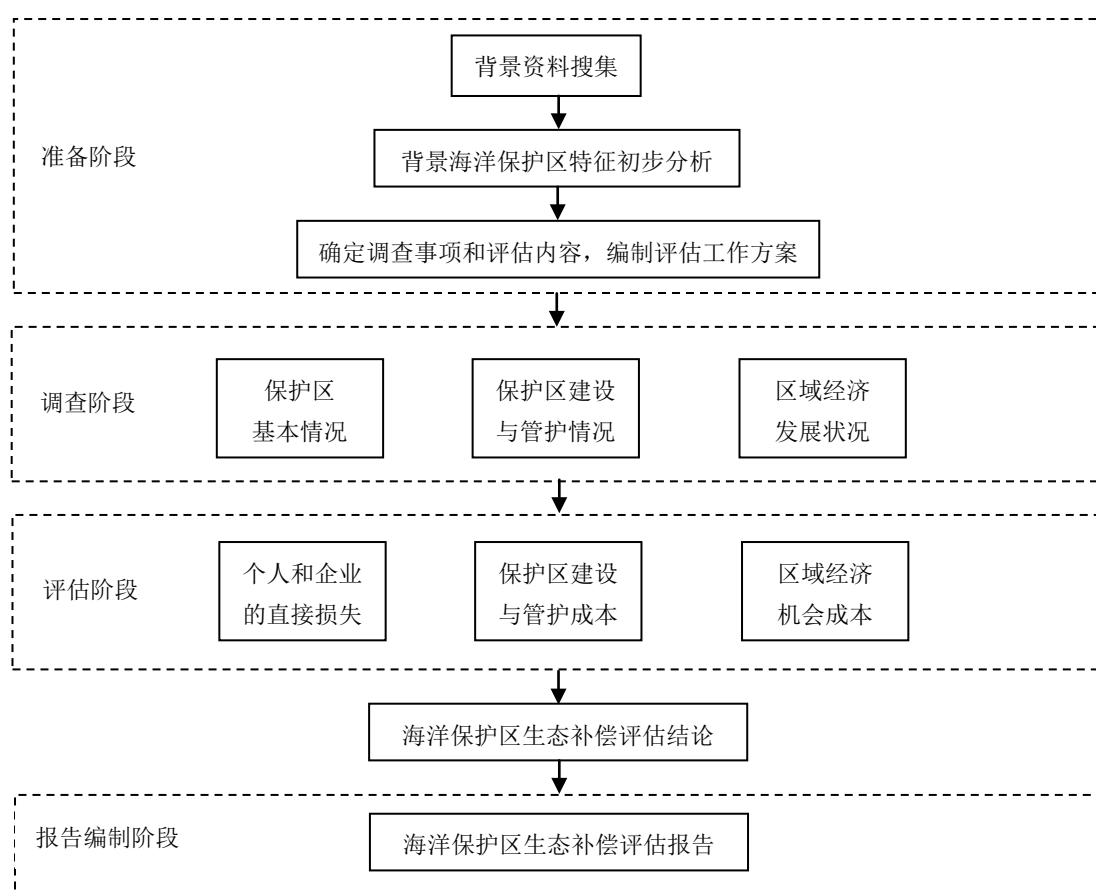 背景资料搜集
准备阶段
背景海洋保护区特征初步分析
确定调查事项和评估内容，编制评估工作方案
调查阶段
保护区
基本情况
保护区建设
与管护情况
区域经济
发展状况
评估阶段
个人和企业
的直接损失
保护区建设
与管护成本
区域经济
机会成本
海洋保护区生态补偿评估结论
报告编制阶段
海洋保护区生态补偿评估报告